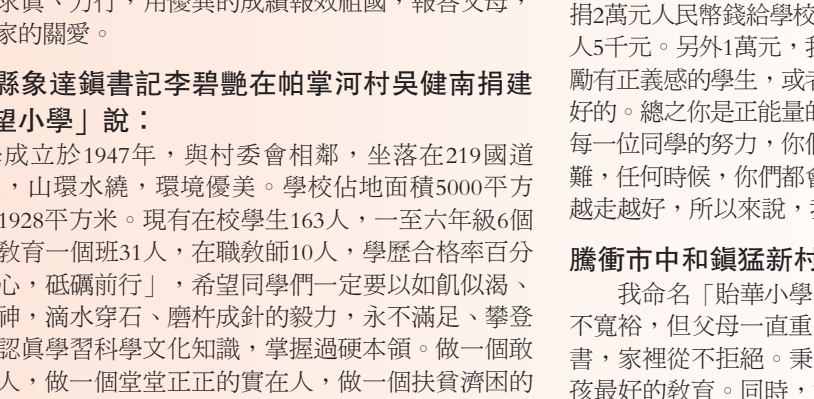 求眞、力行，用優異的成績報效祖國，報答父母，
家的關愛。
縣象達鎭書記李碧艷在帕掌河村吳健南捐建
望小學」說：
成立於1947年，與村委會相鄰，坐落在219國道
，山環水繞，環境優美。學校佔地面積5000平方
1928平方米。現有在校學生163人，一至六年級6個
敎育一個班31人，在職敎師10人，學歷合格率百分
心，砥礪前行」，希望同學們一定要以如飢似渴、
神，滴水穿石、磨杵成針的毅力，永不滿足、攀登
認眞學習科學文化知識，掌握過硬本領。做一個敢
人，做一個堂堂正正的實在人，做一個扶貧濟困的
捐2萬元人民幣錢給學校
人5千元。另外1萬元，
勵有正義感的學生，或者
好的。總之你是正能量的
每一位同學的努力，你們
難，任何時候，你們都會
越走越好，所以來說，
騰衝市中和鎭猛新村
我命名「貽華小學
不寬裕，但父母一直重
書，家裡從不拒絕。秉
孩最好的敎育。同時，